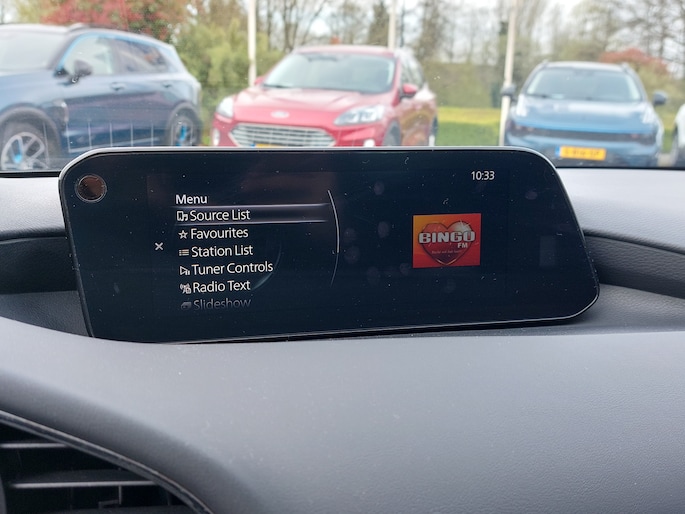 10:33
Menu
Source List
Favourites
Station List
Tuner Controls
Radio Text
Slideshow
BINGO
FM